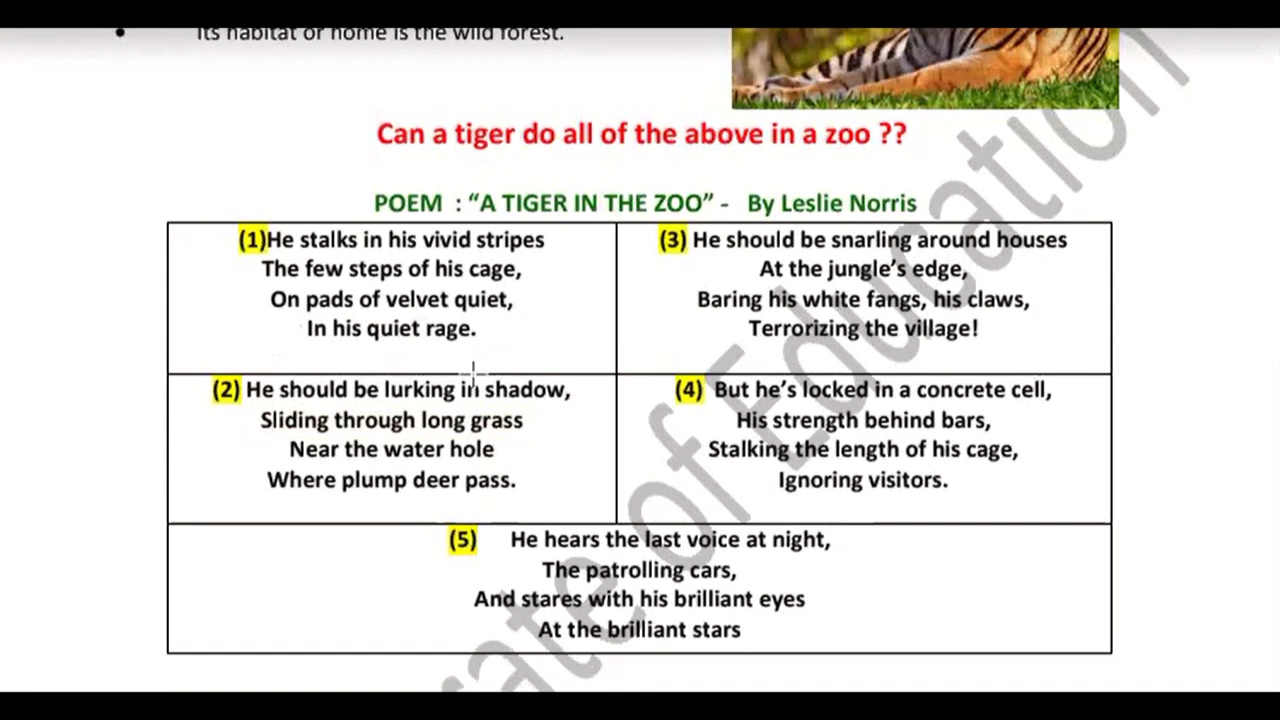 • Its habitat or home is the wild forest.
Can a tiger do all of the above in a zoo ??
POEM : “A TIGER IN THE ZOO” - By Leslie Norris
(1)He stalks in his vivid stripes
The few steps of his cage,
On pads of velvet quiet,
In his quiet rage.
(2) He should be lurking in shadow,
Sliding through long grass
Near the water hole
Where plump deer pass.
(3) He should be snarling around houses
At the jungle’s edge,
Baring his white fangs, his claws,
Terrorizing the village!
(4) But he’s locked in a concrete cell,
His strength behind bars,
Stalking the length of his cage,
Ignoring visitors.
(5) He hears the last voice at night,
The patrolling cars,
And stares with his brilliant eyes
At the brilliant stars
rate of Education